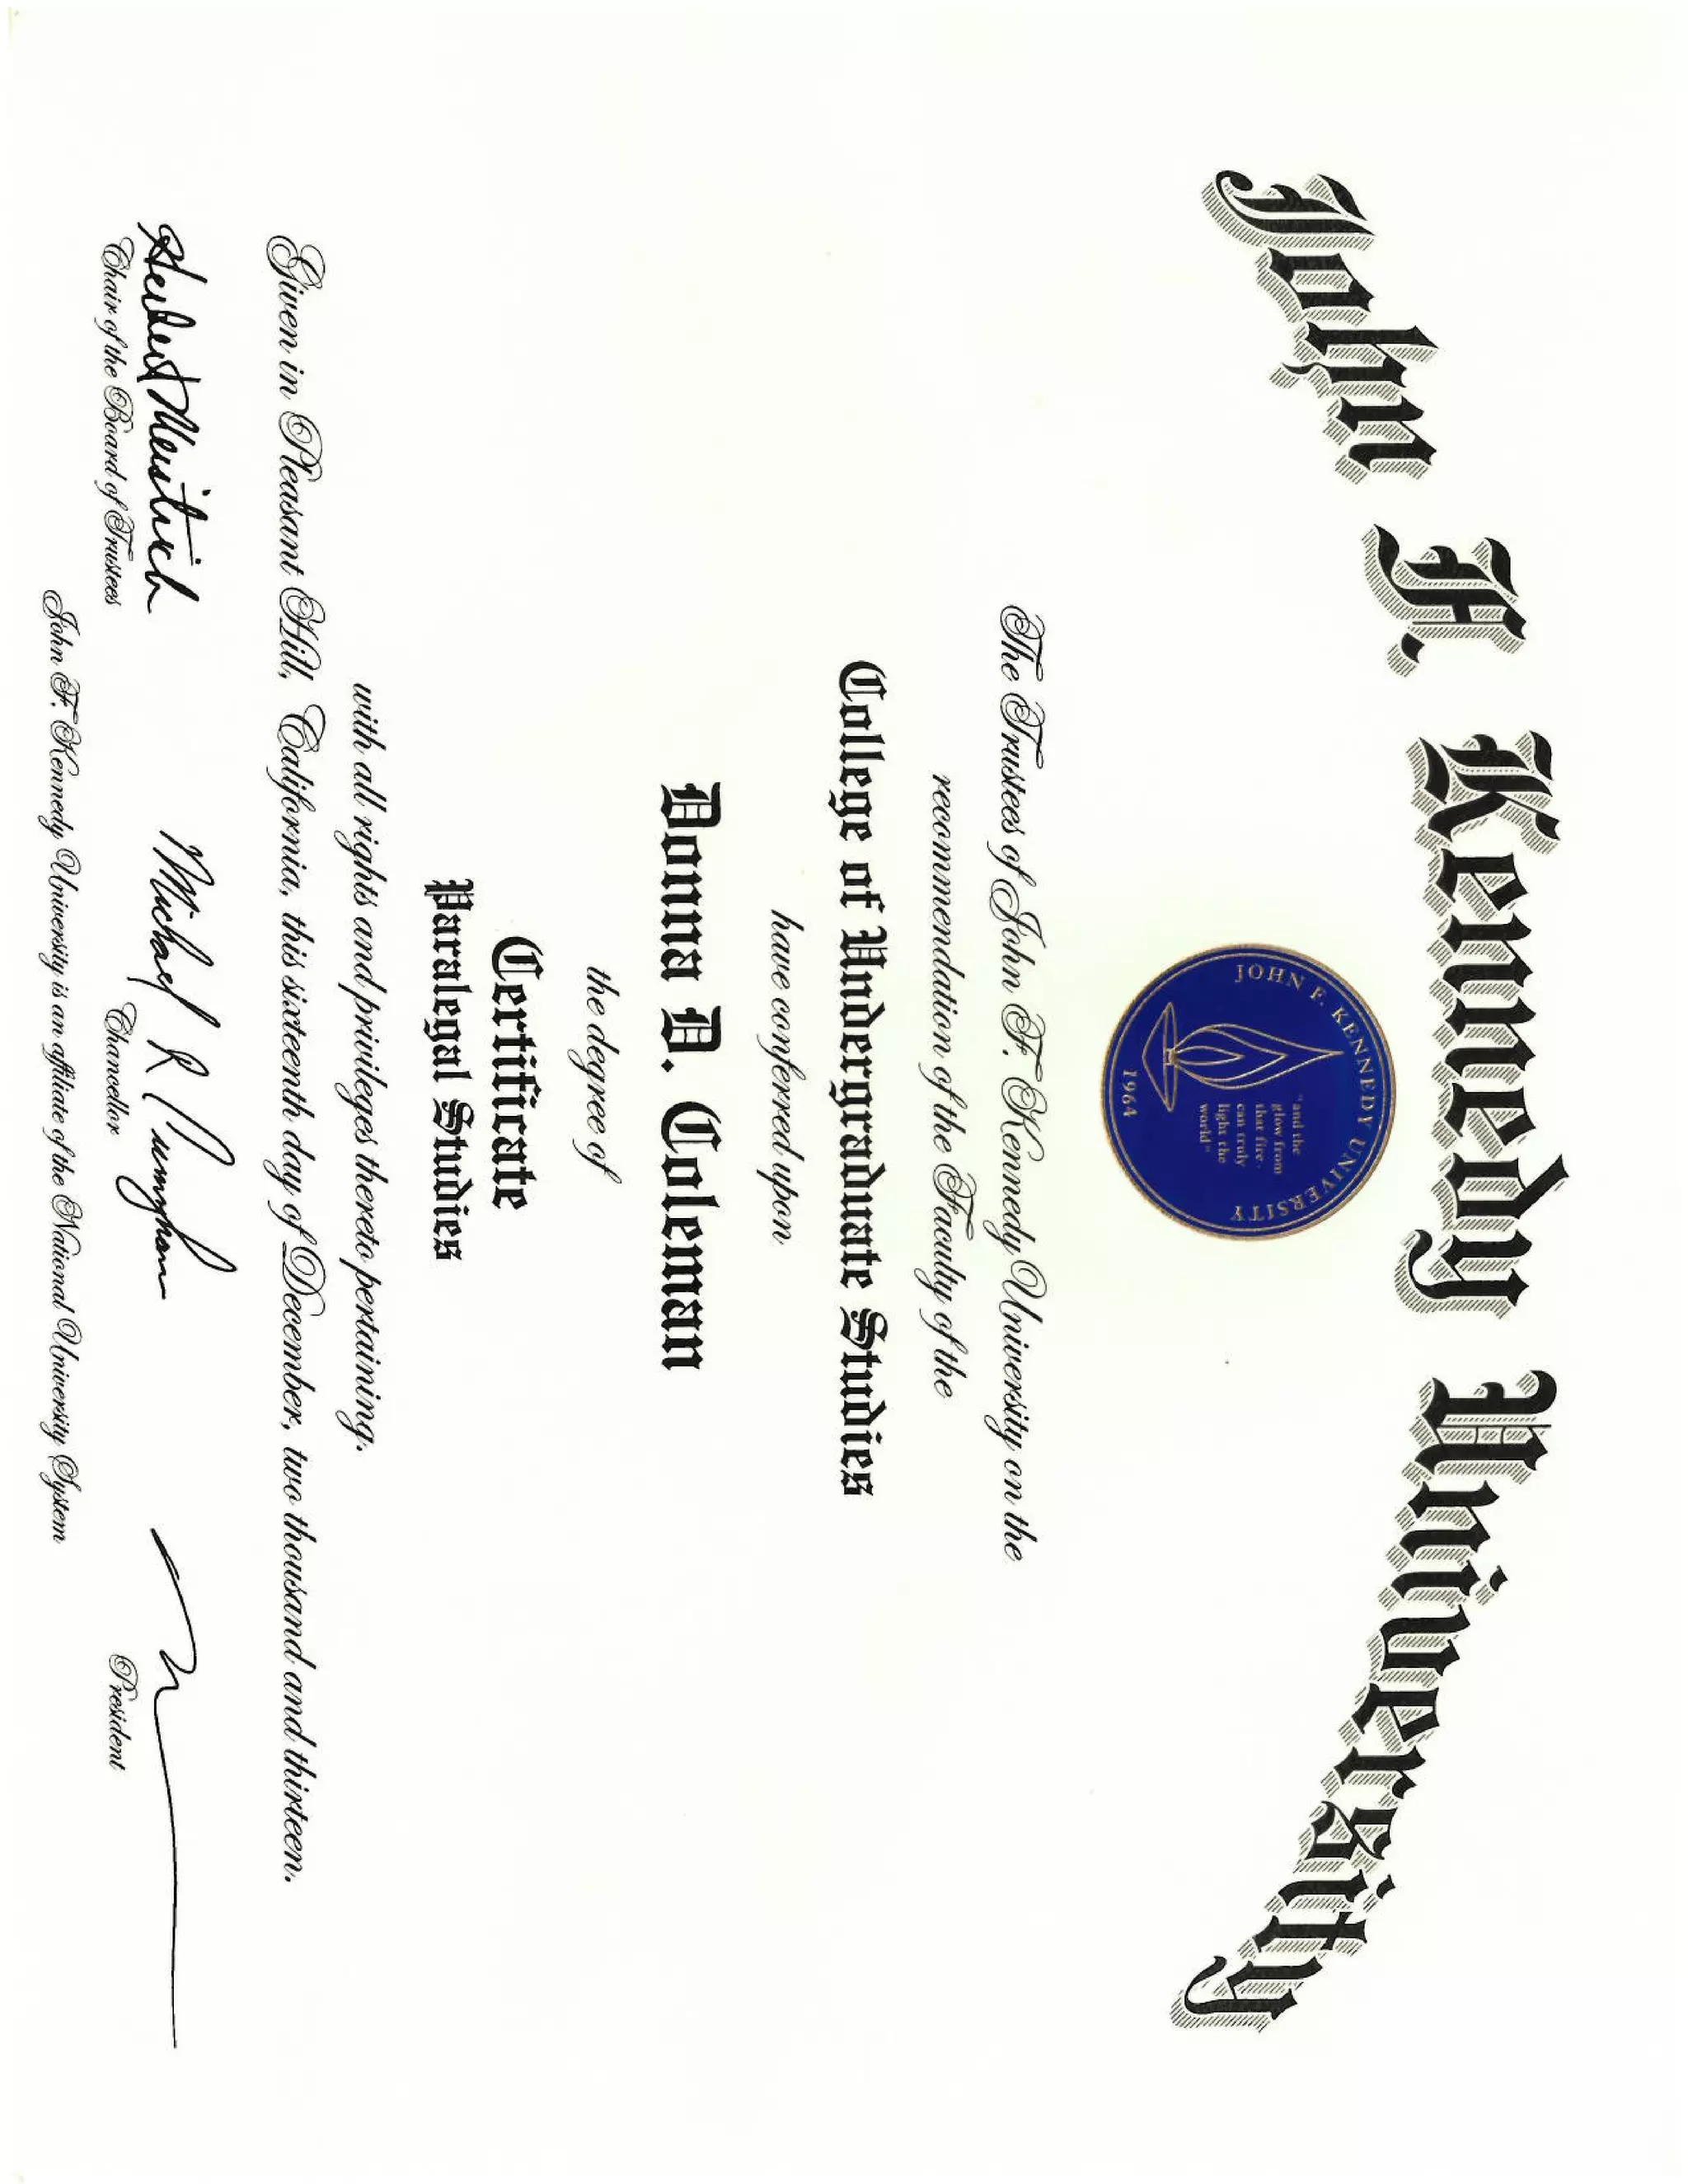 John F. Kennedy University
JOHN F. KENNEDY UNIVERSITY
"and the
glow from
that fire
can truly
light the
world"
1964
The Trustees of John F. Kennedy University on the
recommendation of the Faculty of the
College of Undergraduate Studies
have conferred upon
Donna D. Coleman
the degree of
Certificate
Paralegal Studies
with all rights and privileges thereto pertaining.
Given in Pleasant Hill, California, this sixteenth day of December, two thousand and thirteen.
Michael R
Chair of the Board of Trustees
Chancellor
President
John F. Kennedy University is an affiliate of the National University System